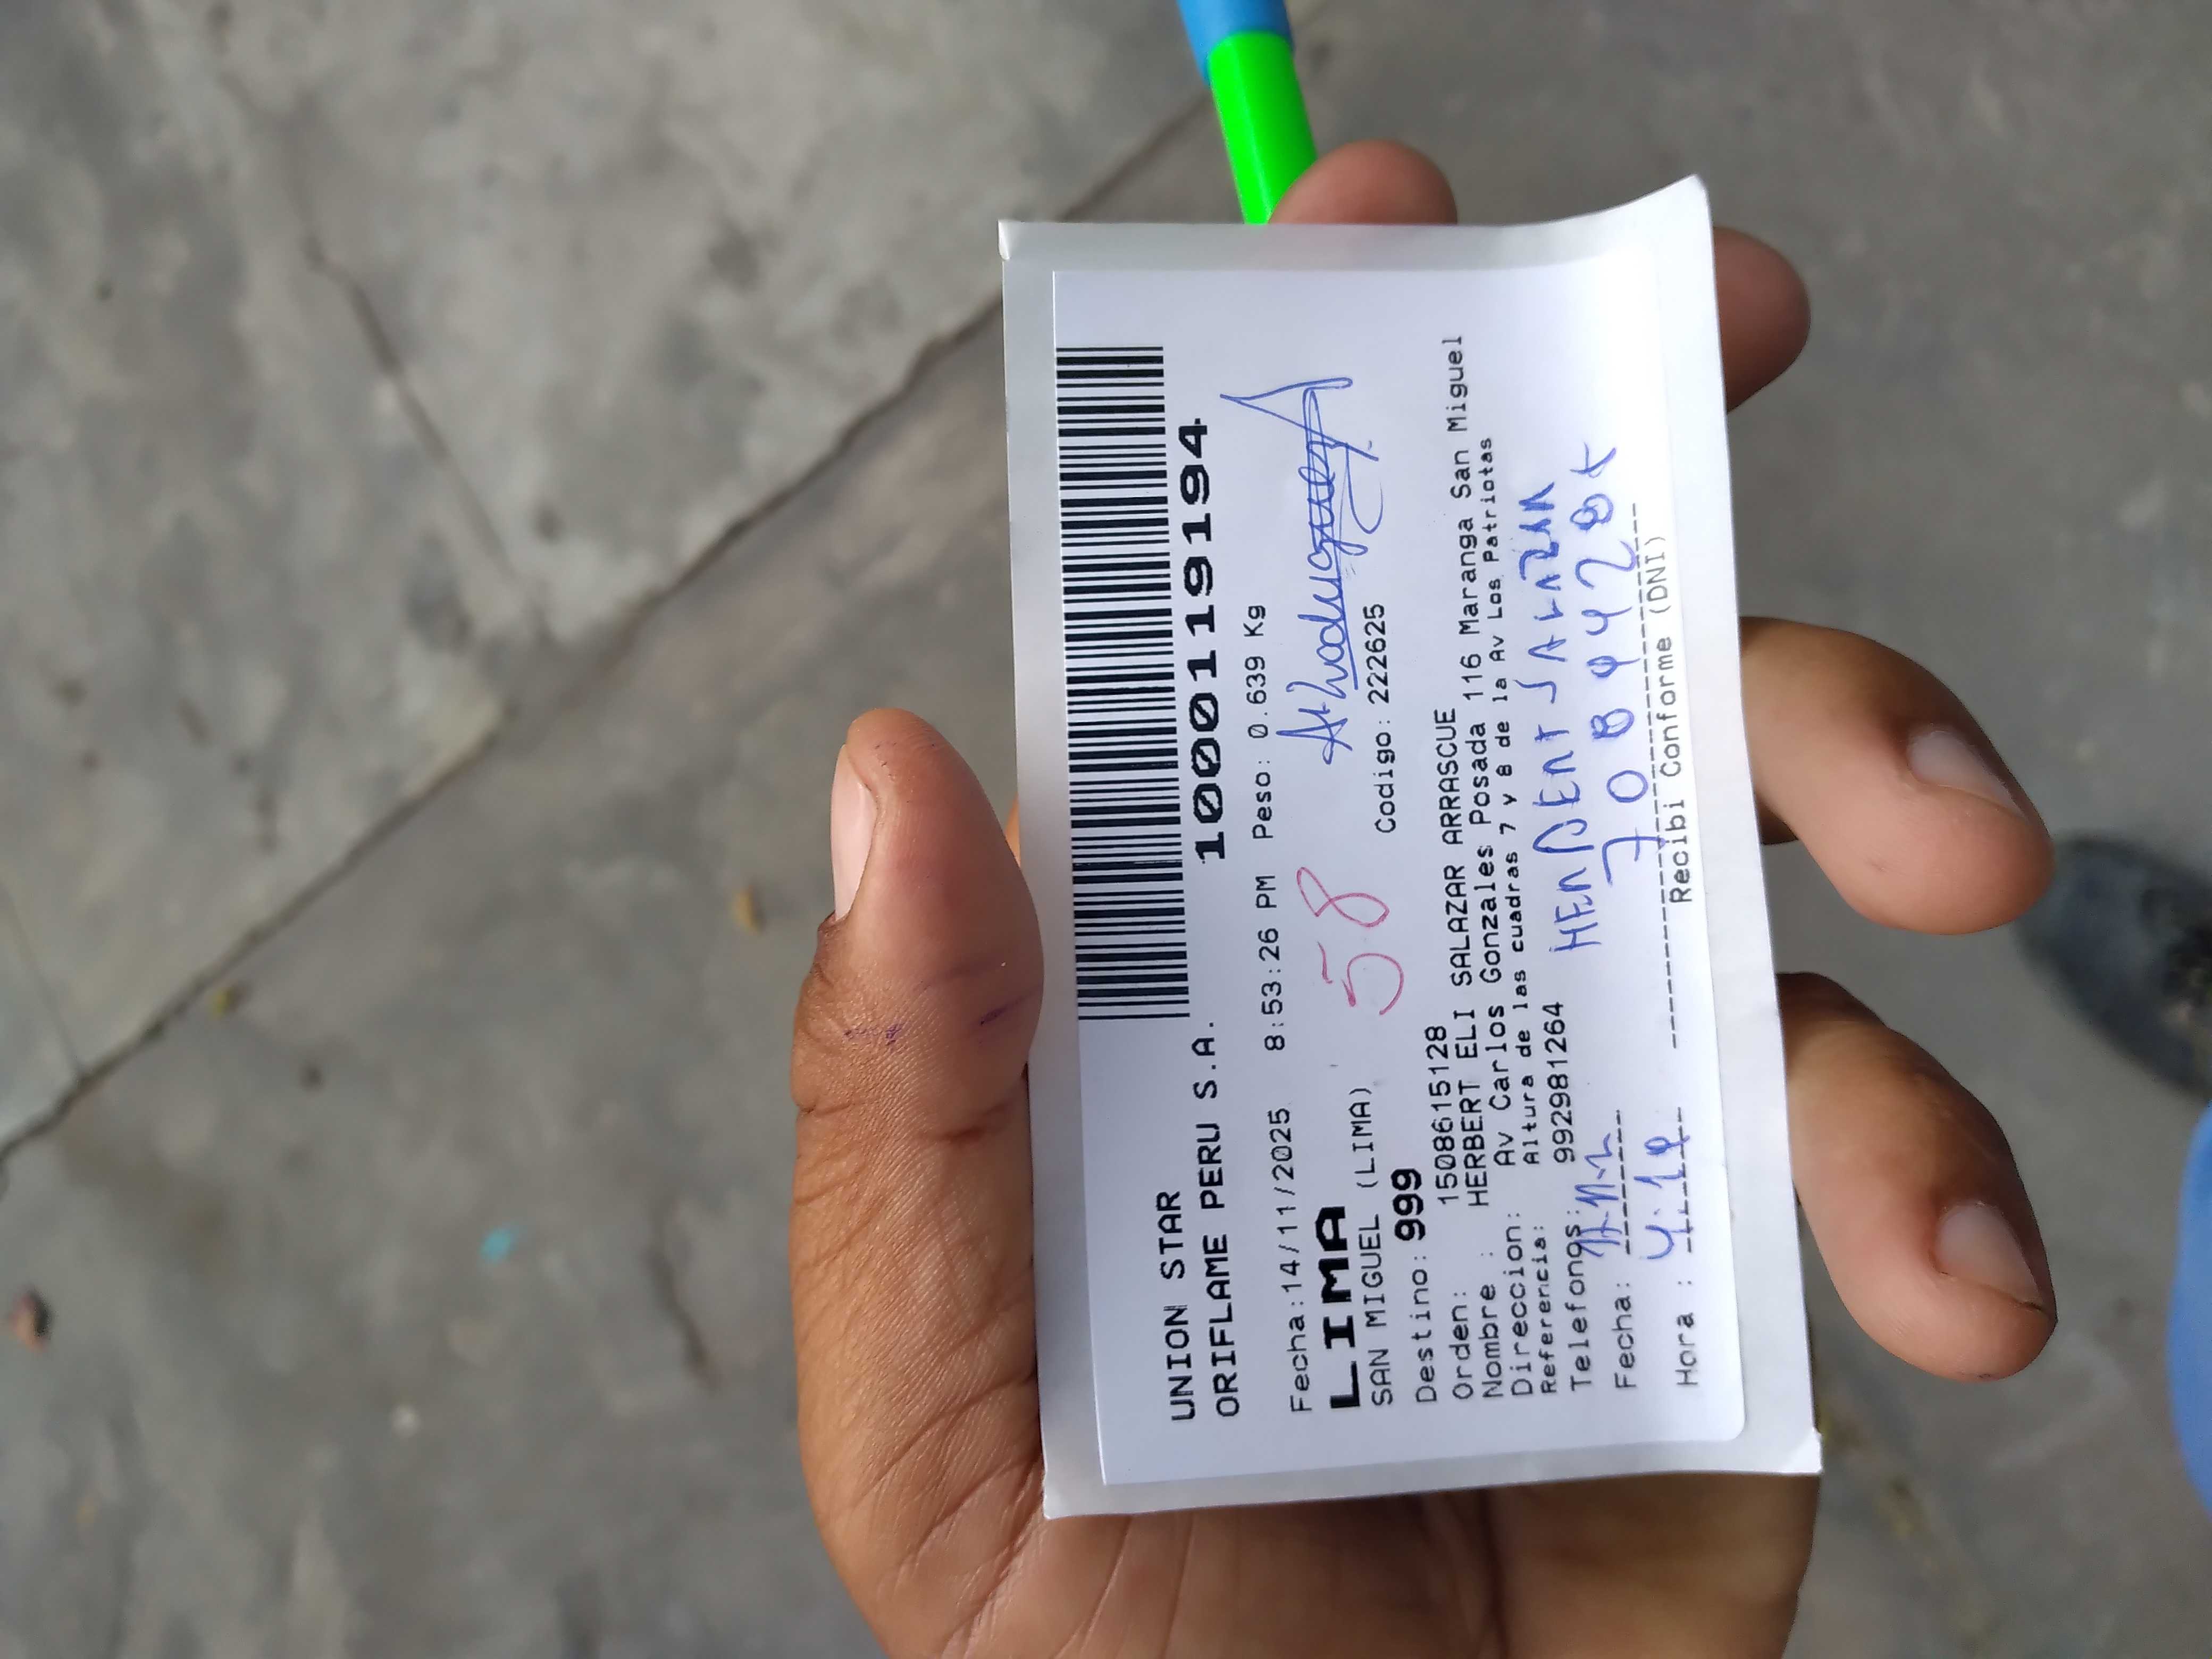 UNION STAR
ORIFLAME PERU S.A. 1000119194
Fecha:14/11/2025 8:53:26 PM Peso: 0.639 Kg
LIMA
SAN MIGUEL (LIMA) 58
Destino: 999 Codigo: 222625
Orden: 1508615128
Nombre : HERBERT ELI SALAZAR ARRASCUE
Direccion: Av Carlos Gonzales Posada 116 Maranga San Miguel
Referencia: Altura de las cuadras 7 y 8 de la Av Los Patriotas
Telefonos: 992981264
HERBERT SALAZAR
Fecha:
Hora :
Recibi Conforme (DNI)